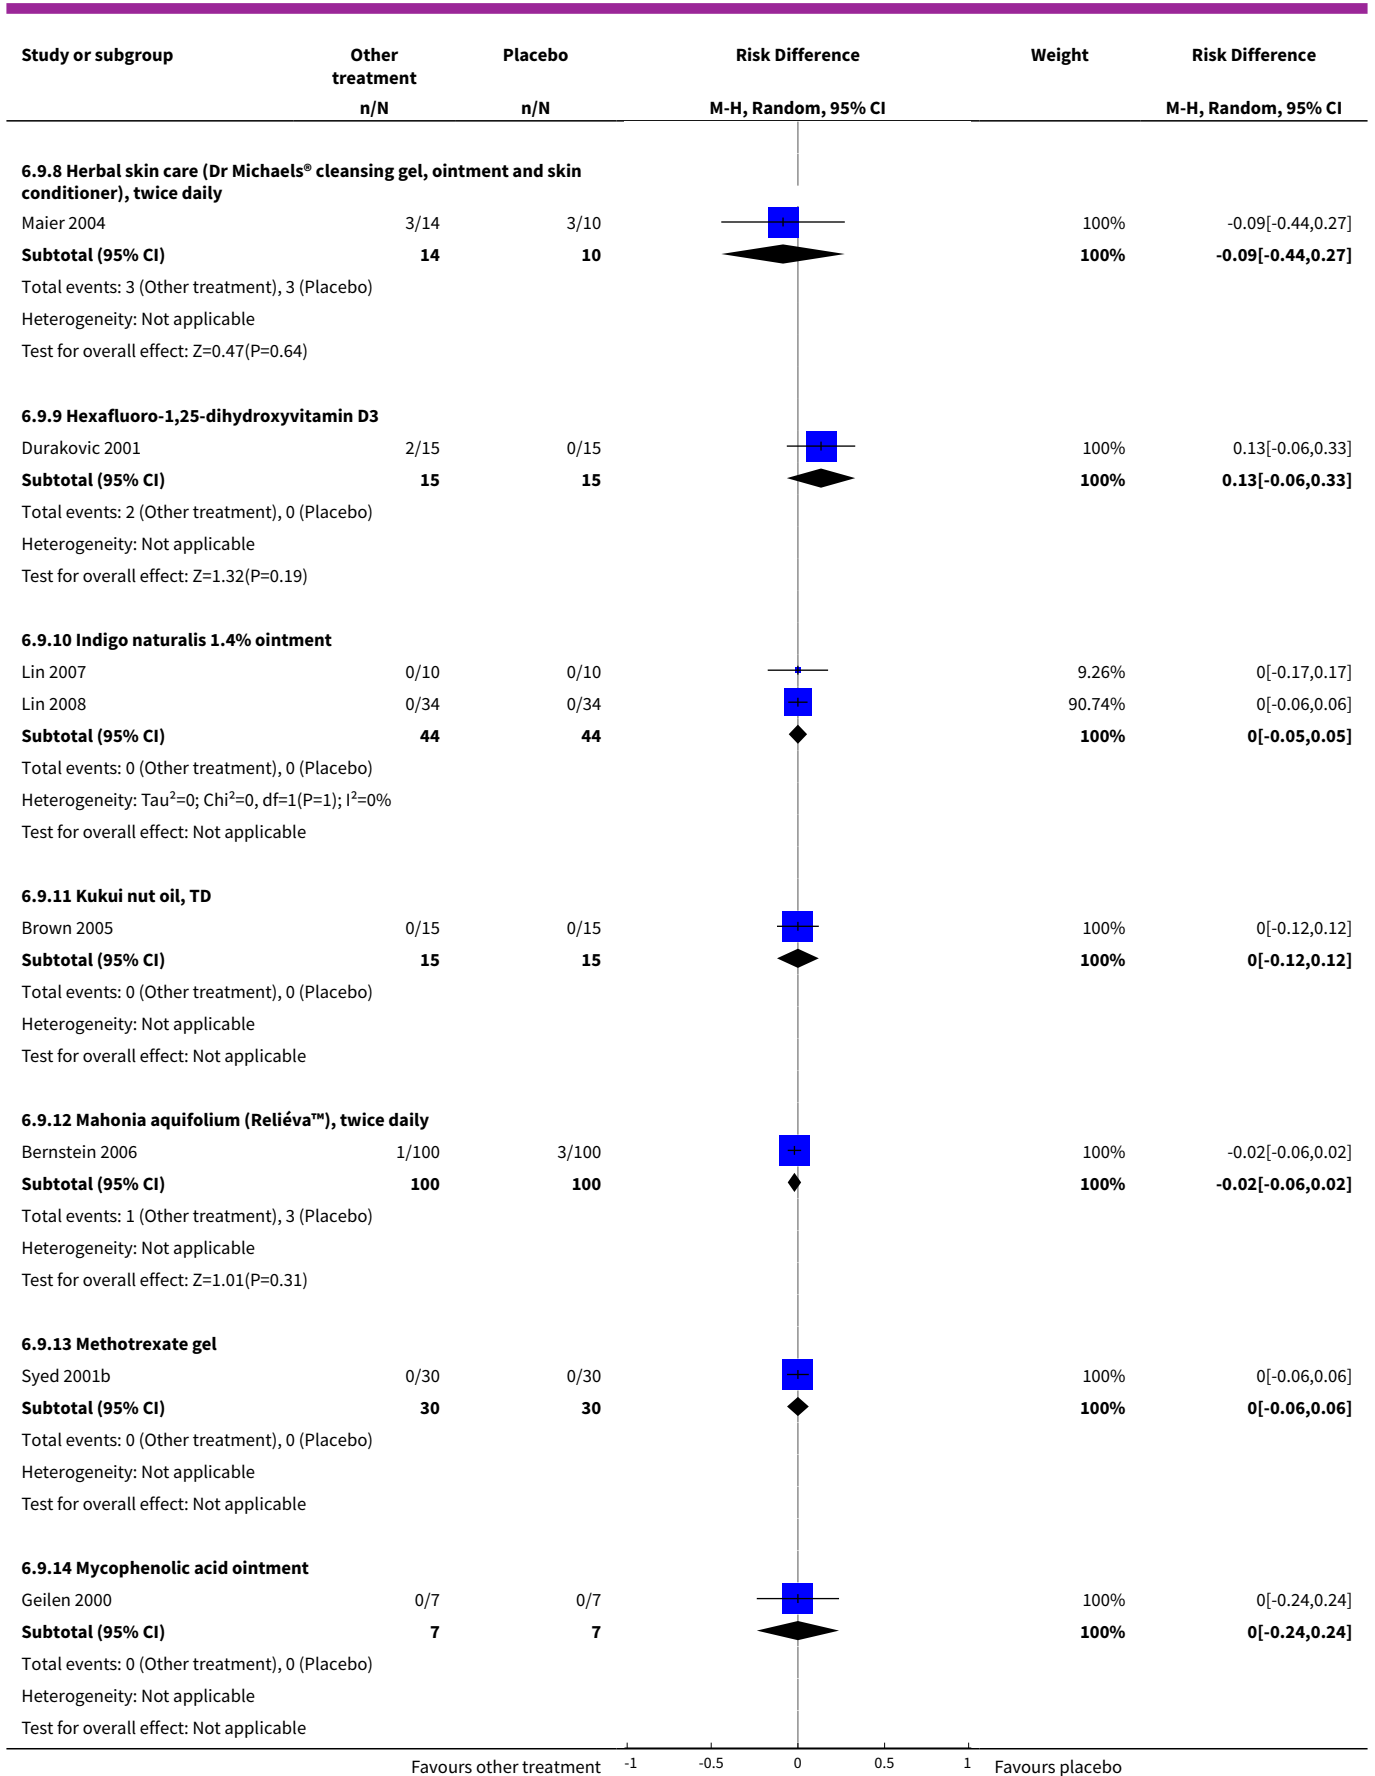 Study or subgroup Other treatment Placebo Risk Difference Weight Risk Difference
n/N n/N M-H, Random, 95% CI M-H, Random, 95% CI
6.9.8 Herbal skin care (Dr Michaels® cleansing gel, ointment and skin
conditioner), twice daily
Maier 2004 3/14 3/10 100% -0.09[-0.44,0.27]
Subtotal (95% CI) 14 10 100% -0.09[-0.44,0.27]
Total events: 3 (Other treatment), 3 (Placebo)
Heterogeneity: Not applicable
Test for overall effect: Z=0.47(P=0.64)
6.9.9 Hexafluoro-1,25-dihydroxyvitamin D3
Durakovic 2001 2/15 0/15 100% 0.13[-0.06,0.33]
Subtotal (95% CI) 15 15 100% 0.13[-0.06,0.33]
Total events: 2 (Other treatment), 0 (Placebo)
Heterogeneity: Not applicable
Test for overall effect: Z=1.32(P=0.19)
6.9.10 Indigo naturalis 1.4% ointment
Lin 2007 0/10 0/10 9.26% 0[-0.17,0.17]
Lin 2008 0/34 0/34 90.74% 0[-0.06,0.06]
Subtotal (95% CI) 44 44 100% 0[-0.05,0.05]
Total events: 0 (Other treatment), 0 (Placebo)
Heterogeneity: Tau²=0; Chi²=0, df=1(P=1); I²=0%
Test for overall effect: Not applicable
6.9.11 Kukui nut oil, TD
Brown 2005 0/15 0/15 100% 0[-0.12,0.12]
Subtotal (95% CI) 15 15 100% 0[-0.12,0.12]
Total events: 0 (Other treatment), 0 (Placebo)
Heterogeneity: Not applicable
Test for overall effect: Not applicable
6.9.12 Mahonia aquifolium (Reliéva™), twice daily
Bernstein 2006 1/100 3/100 100% -0.02[-0.06,0.02]
Subtotal (95% CI) 100 100 100% -0.02[-0.06,0.02]
Total events: 1 (Other treatment), 3 (Placebo)
Heterogeneity: Not applicable
Test for overall effect: Z=1.01(P=0.31)
6.9.13 Methotrexate gel
Syed 2001b 0/30 0/30 100% 0[-0.06,0.06]
Subtotal (95% CI) 30 30 100% 0[-0.06,0.06]
Total events: 0 (Other treatment), 0 (Placebo)
Heterogeneity: Not applicable
Test for overall effect: Not applicable
6.9.14 Mycophenolic acid ointment
Geilen 2000 0/7 0/7 100% 0[-0.24,0.24]
Subtotal (95% CI) 7 7 100% 0[-0.24,0.24]
Total events: 0 (Other treatment), 0 (Placebo)
Heterogeneity: Not applicable
Test for overall effect: Not applicable
Favours other treatment -1 -0.5 0 0.5 1 Favours placebo